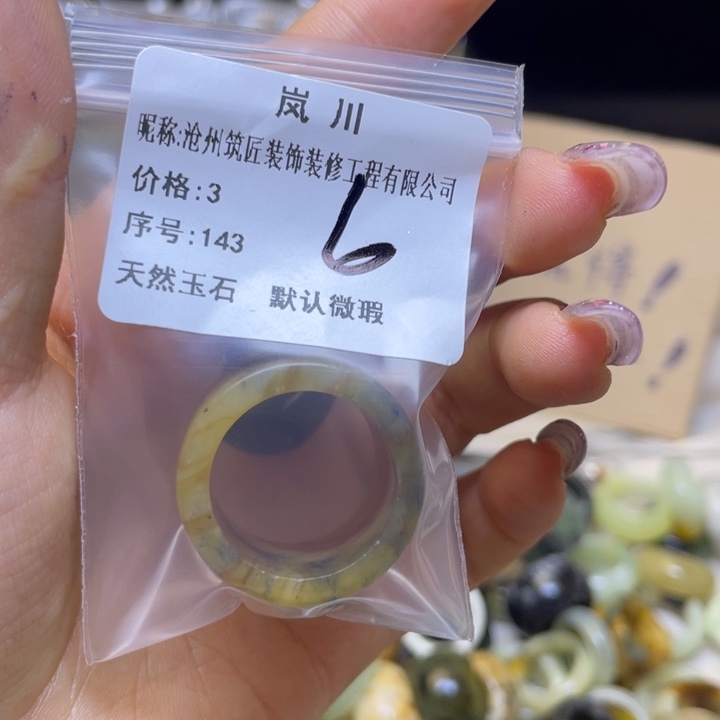 岚川
昵称:沧州筑匠装饰装修工程有限公司
价格:3
6
序号:143
天然玉石 默认微瑕